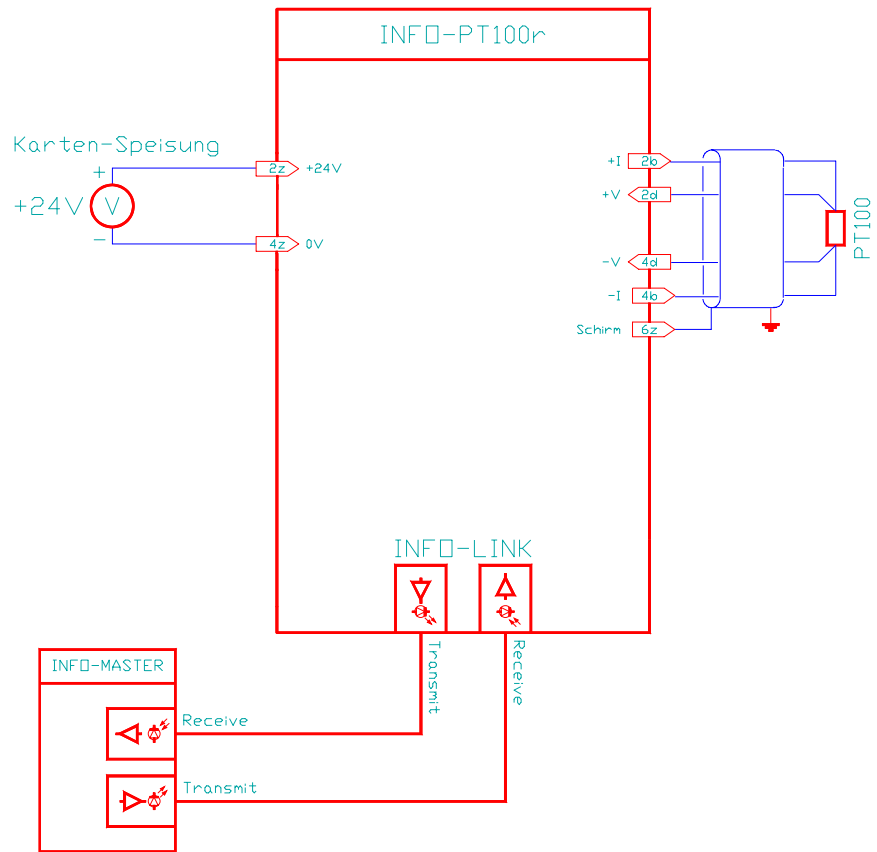 INFO-PT100r
Karten-Speisung
+
+24V
V
-
2z
+24V
4z
0V
+I
2b
+V
2d
-V
4d
-I
4b
Schirm
6z
PT100
INFO-LINK
Transmit
Receive
INFO-MASTER
Receive
Transmit